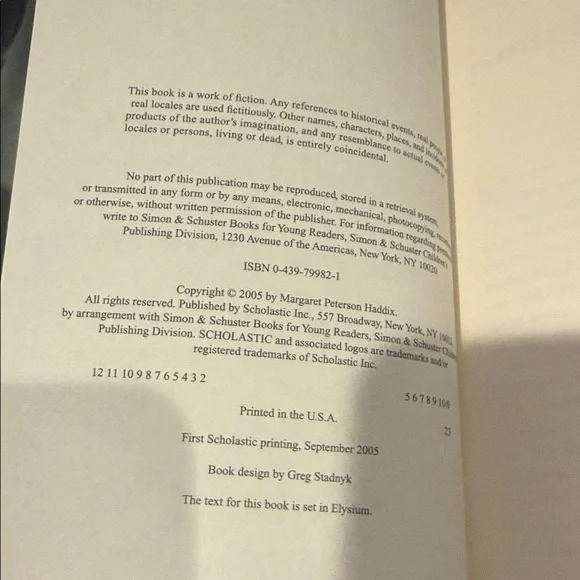 This book is a work of fiction. Any references to historical events, real people, or
real locales are used fictitiously. Other names, characters, places, and incidents
products of the author's imagination, and any resemblance to actual events or
locales or persons, living or dead, is entirely coincidental.
No part of this publication may be reproduced, stored in a retrieval system,
or transmitted in any form or by any means, electronic, mechanical, photocopying,
or otherwise, without written permission of the publisher. For information regarding
write to Simon & Schuster Books for Young Readers, Simon & Schuster Children's
Publishing Division, 1230 Avenue of the Americas, New York, NY 10020
ISBN 0-439-79982-1
Copyright © 2005 by Margaret Peterson Haddix.
All rights reserved. Published by Scholastic Inc., 557 Broadway, New York, NY
by arrangement with Simon & Schuster Books for Young Readers, Simon & Schuster
Publishing Division. SCHOLASTIC and associated logos are trademarks and/or
registered trademarks of Scholastic Inc.
12 11 10 9 8 7 6 5 4 3 2
5 6 7 8 9 10/0
Printed in the U.S.A.
23
First Scholastic printing, September 2005
Book design by Greg Stadnyk
The text for this book is set in Elysium.